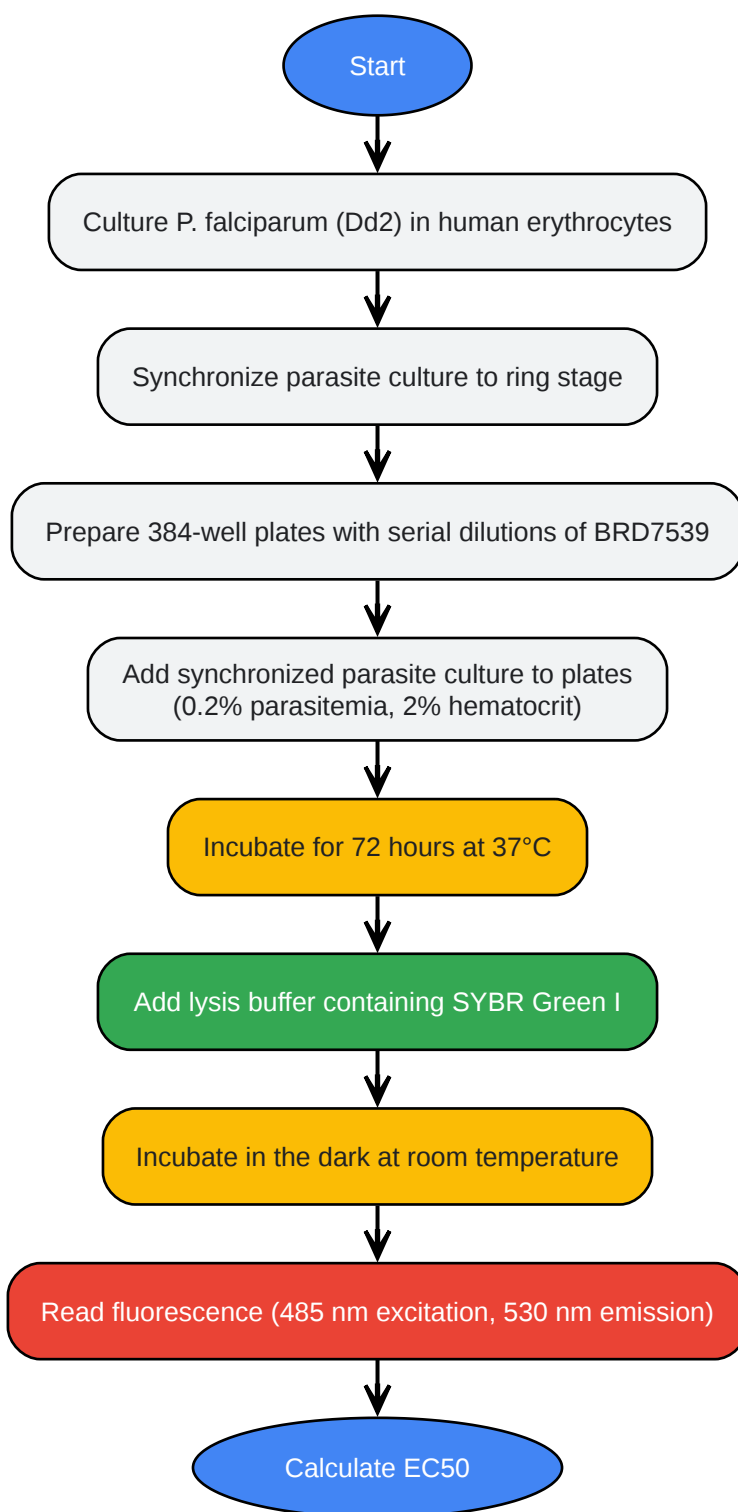 Start
Culture P. falciparum (Dd2) in human erythrocytes
Synchronize parasite culture to ring stage
Prepare 384-well plates with serial dilutions of BRD7539
Add synchronized parasite culture to plates
(0.2% parasitemia, 2% hematocrit)
Incubate for 72 hours at 37°C
Add lysis buffer containing SYBR Green I
Incubate in the dark at room temperature
Read fluorescence (485 nm excitation, 530 nm emission)
Calculate EC50